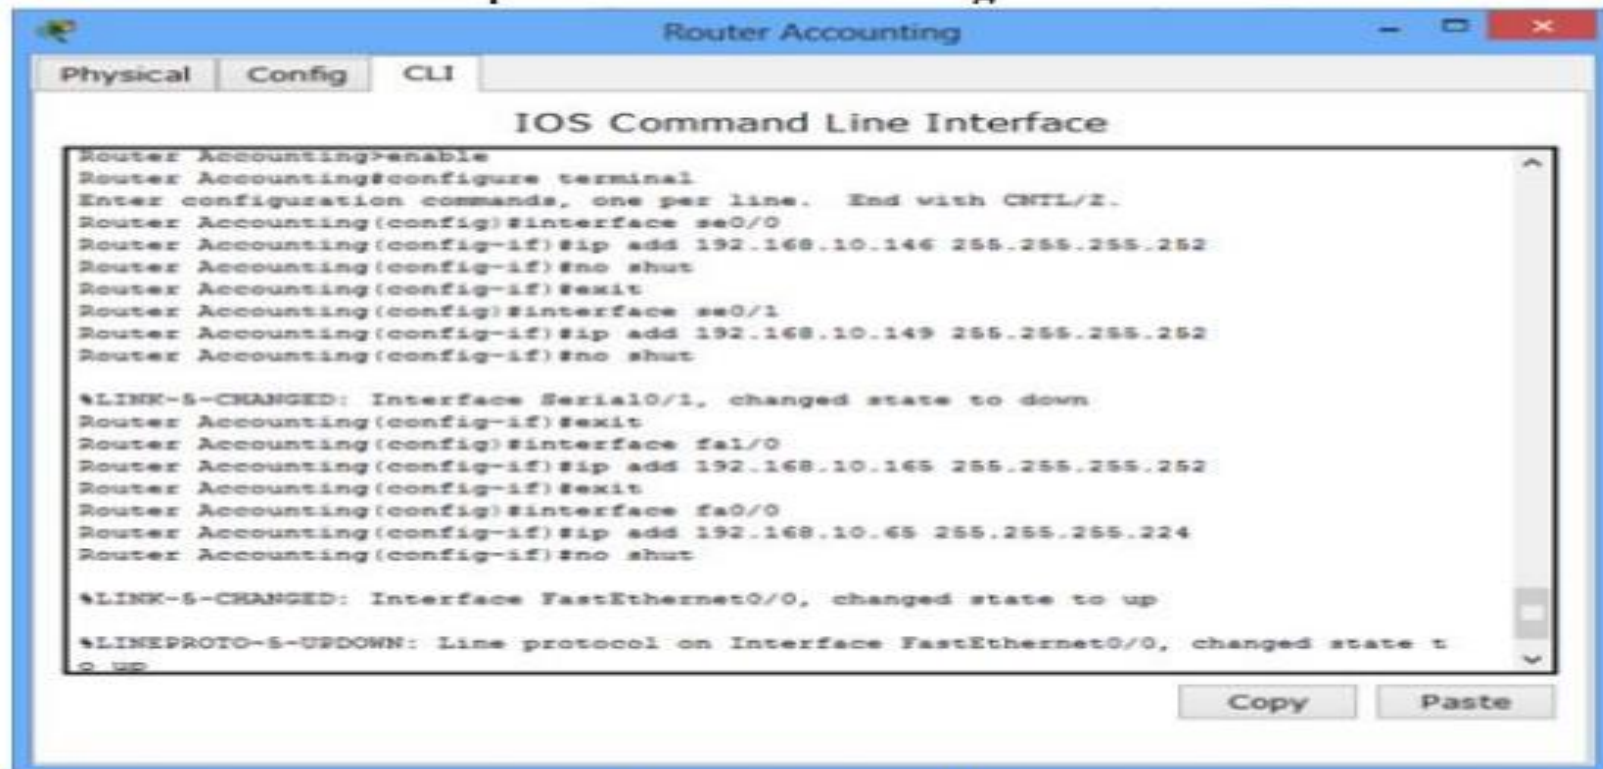 Router Accounting
Physical Config CLI
IOS Command Line Interface
Router Accounting>enable
Router Accounting#configure terminal
Enter configuration commands, one per line.  End with CNTL/Z.
Router Accounting(config)#interface se0/0
Router Accounting(config-if)#ip add 192.168.10.146 255.255.255.252
Router Accounting(config-if)#no shut
Router Accounting(config-if)#exit
Router Accounting(config)#interface se0/1
Router Accounting(config-if)#ip add 192.168.10.149 255.255.255.252
Router Accounting(config-if)#no shut
%LINK-5-CHANGED: Interface Serial0/1, changed state to down
Router Accounting(config-if)#exit
Router Accounting(config)#interface fa1/0
Router Accounting(config-if)#ip add 192.168.10.165 255.255.255.252
Router Accounting(config-if)#exit
Router Accounting(config)#interface fa0/0
Router Accounting(config-if)#ip add 192.168.10.65 255.255.255.224
Router Accounting(config-if)#no shut
%LINK-5-CHANGED: Interface FastEthernet0/0, changed state to up
%LINEPROTO-5-UPDOWN: Line protocol on Interface FastEthernet0/0, changed state t
o up
Copy Paste